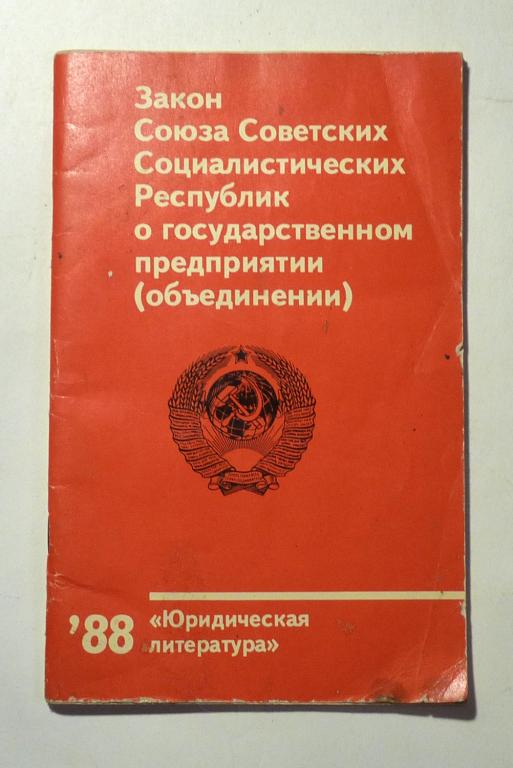 Закон
Союза Советских
Социалистических
Республик
о государственном
предприятии
(объединении)
’88 «Юридическая
литература»